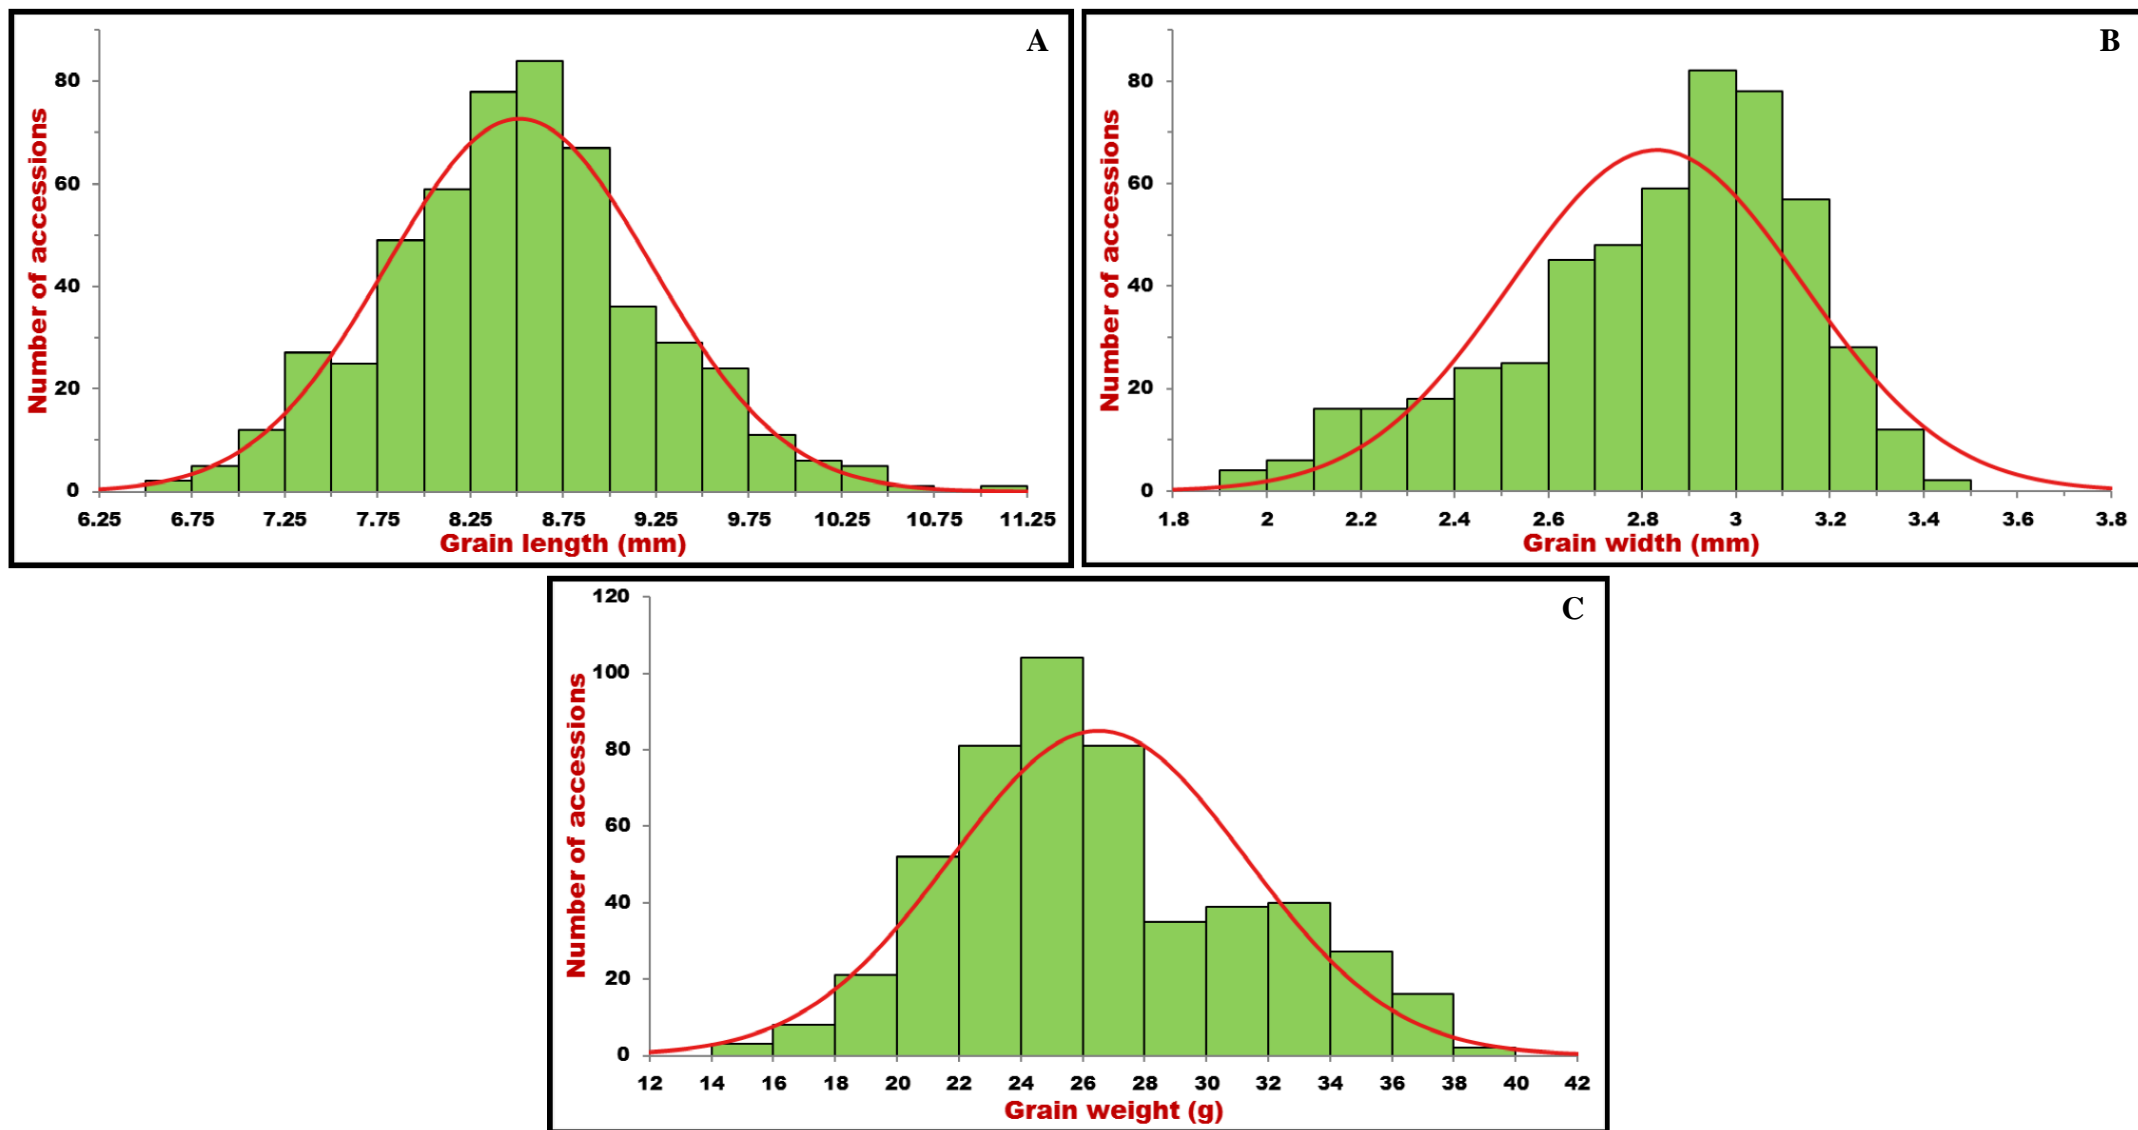 A
Number of accessions
80
60
40
20
0
6.25 6.75 7.25 7.75 8.25 8.75 9.25 9.75 10.25 10.75 11.25
Grain length (mm)
B
Number of accessions
80
60
40
20
0
1.8 2 2.2 2.4 2.6 2.8 3 3.2 3.4 3.6 3.8
Grain width (mm)
C
Number of accessions
120
100
80
60
40
20
0
12 14 16 18 20 22 24 26 28 30 32 34 36 38 40 42
Grain weight (g)